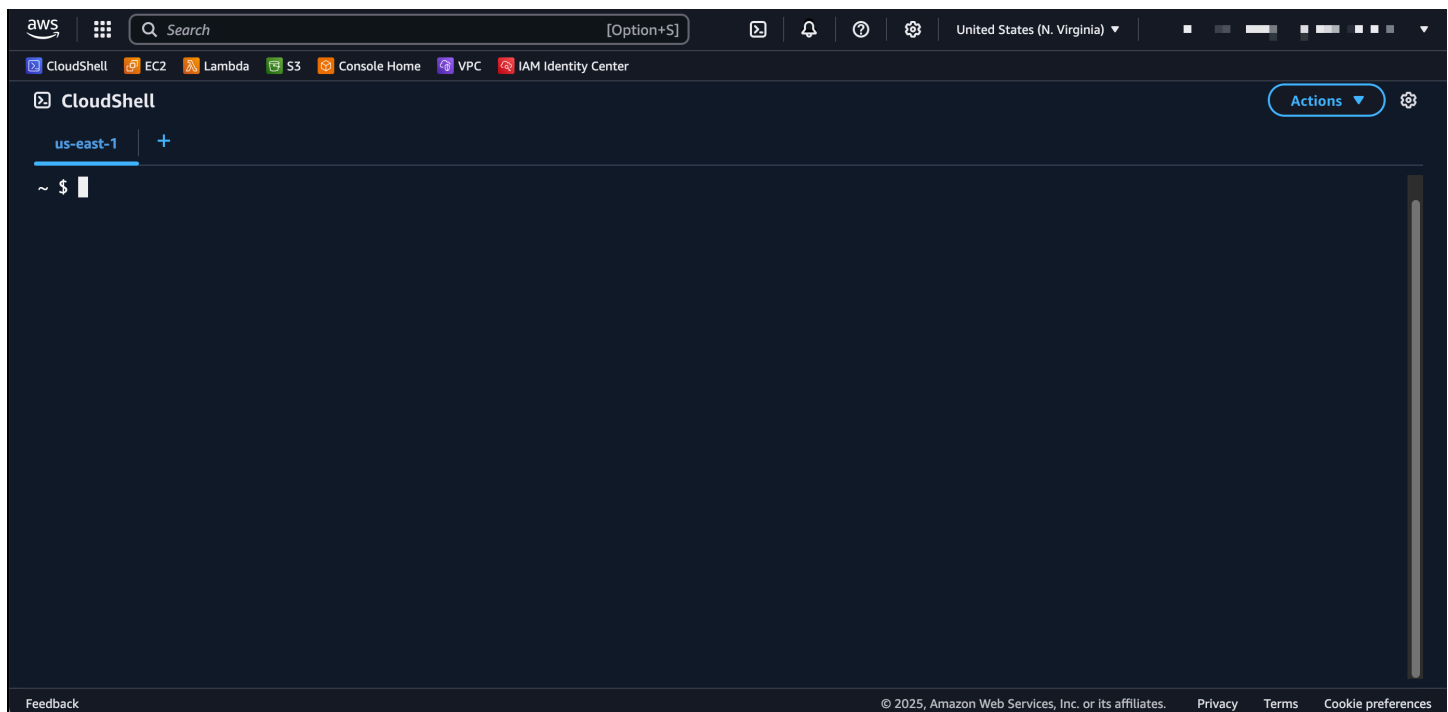 aws Search [Option+S] United States (N. Virginia)
CloudShell EC2 Lambda S3 Console Home VPC IAM Identity Center
CloudShell Actions
us-east-1 +
~ $
Feedback © 2025, Amazon Web Services, Inc. or its affiliates. Privacy Terms Cookie preferences